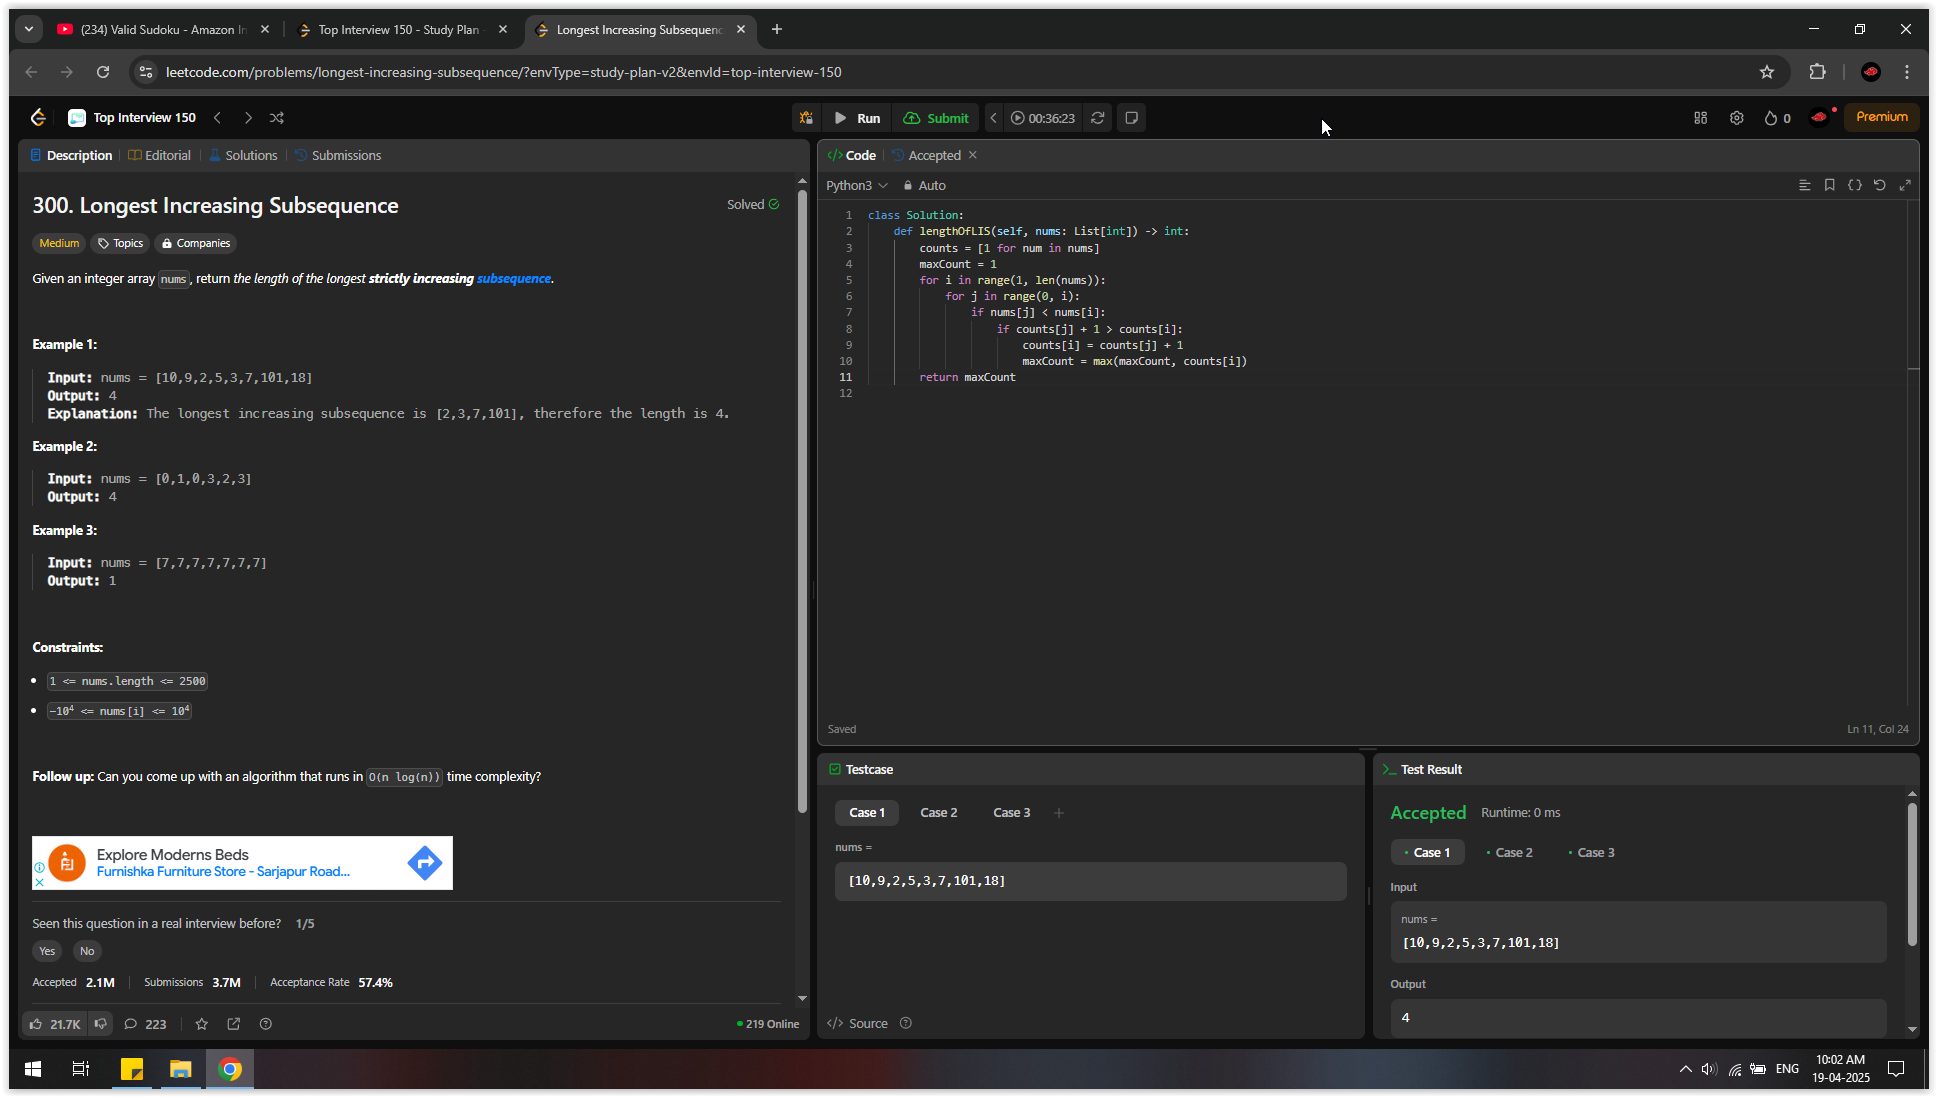 (234) Valid Sudoku - Amazon In
Top Interview 150 - Study Plan
Longest Increasing Subsequenc
leetcode.com/problems/longest-increasing-subsequence/?envType=study-plan-v2&envId=top-interview-150
Top Interview 150
Run
Submit
00:36:23
0
Premium
Description
Editorial
Solutions
Submissions
300. Longest Increasing Subsequence
Solved
Medium
Topics
Companies
Given an integer array nums, return the length of the longest strictly increasing subsequence.
Example 1:
Input: nums = [10,9,2,5,3,7,101,18]
Output: 4
Explanation: The longest increasing subsequence is [2,3,7,101], therefore the length is 4.
Example 2:
Input: nums = [0,1,0,3,2,3]
Output: 4
Example 3:
Input: nums = [7,7,7,7,7,7,7]
Output: 1
Constraints:
• 1 <= nums.length <= 2500
• -10⁴ <= nums[i] <= 10⁴
Follow up: Can you come up with an algorithm that runs in O(n log(n)) time complexity?
Explore Moderns Beds
Furnishka Furniture Store - Sarjapur Road...
Seen this question in a real interview before? 1/5
Yes
No
Accepted 2.1M
Submissions 3.7M
Acceptance Rate 57.4%
21.7K
223
219 Online
</> Code
Accepted
Python3
Auto
1 class Solution:
2     def lengthOfLIS(self, nums: List[int]) -> int:
3         counts = [1 for num in nums]
4         maxCount = 1
5         for i in range(1, len(nums)):
6             for j in range(0, i):
7                 if nums[j] < nums[i]:
8                     if counts[j] + 1 > counts[i]:
9                         counts[i] = counts[j] + 1
10                         maxCount = max(maxCount, counts[i])
11         return maxCount
12
Saved
Ln 11, Col 24
Testcase
Case 1
Case 2
Case 3
nums =
[10,9,2,5,3,7,101,18]
</> Source
Test Result
Accepted
Runtime: 0 ms
Case 1
Case 2
Case 3
Input
nums =
[10,9,2,5,3,7,101,18]
Output
4
ENG
10:02 AM
19-04-2025